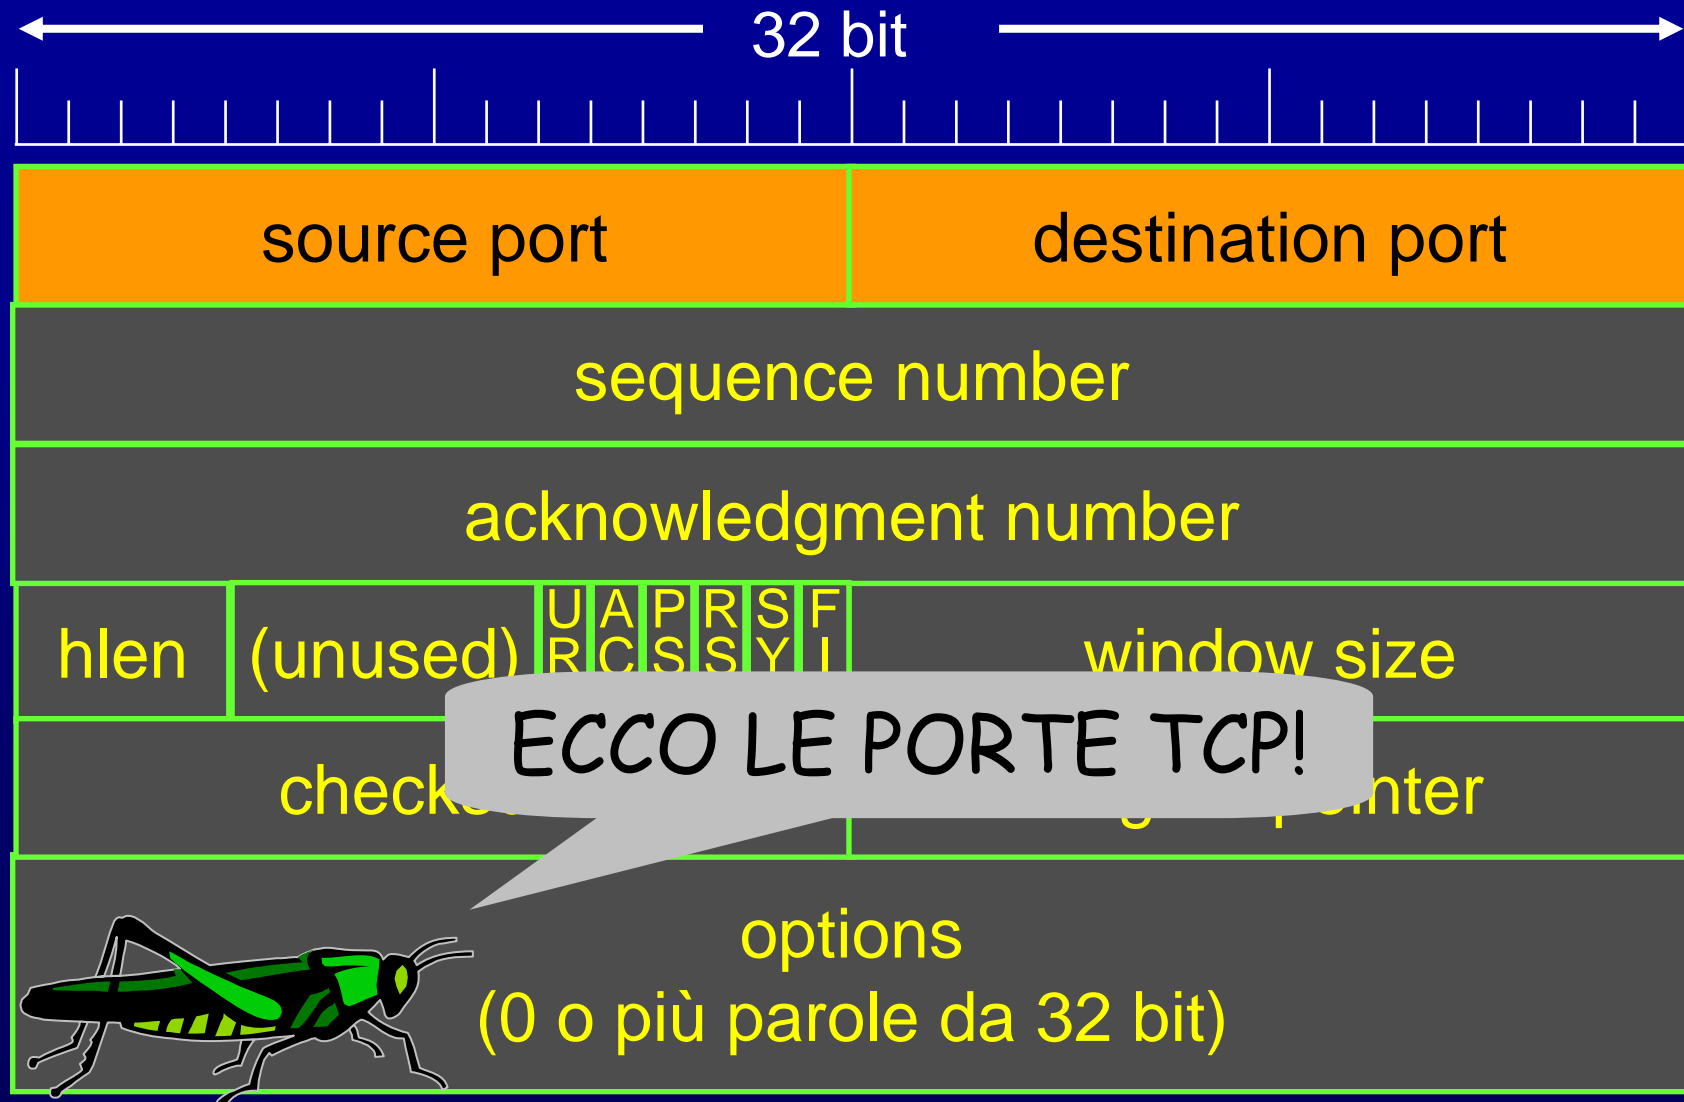 32 bit
source port destination port
sequence number
acknowledgment number
U A P R S F
hlen (unused) R C S S Y I window size
ECCO LE PORTE TCP!
options
(0 o più parole da 32 bit)